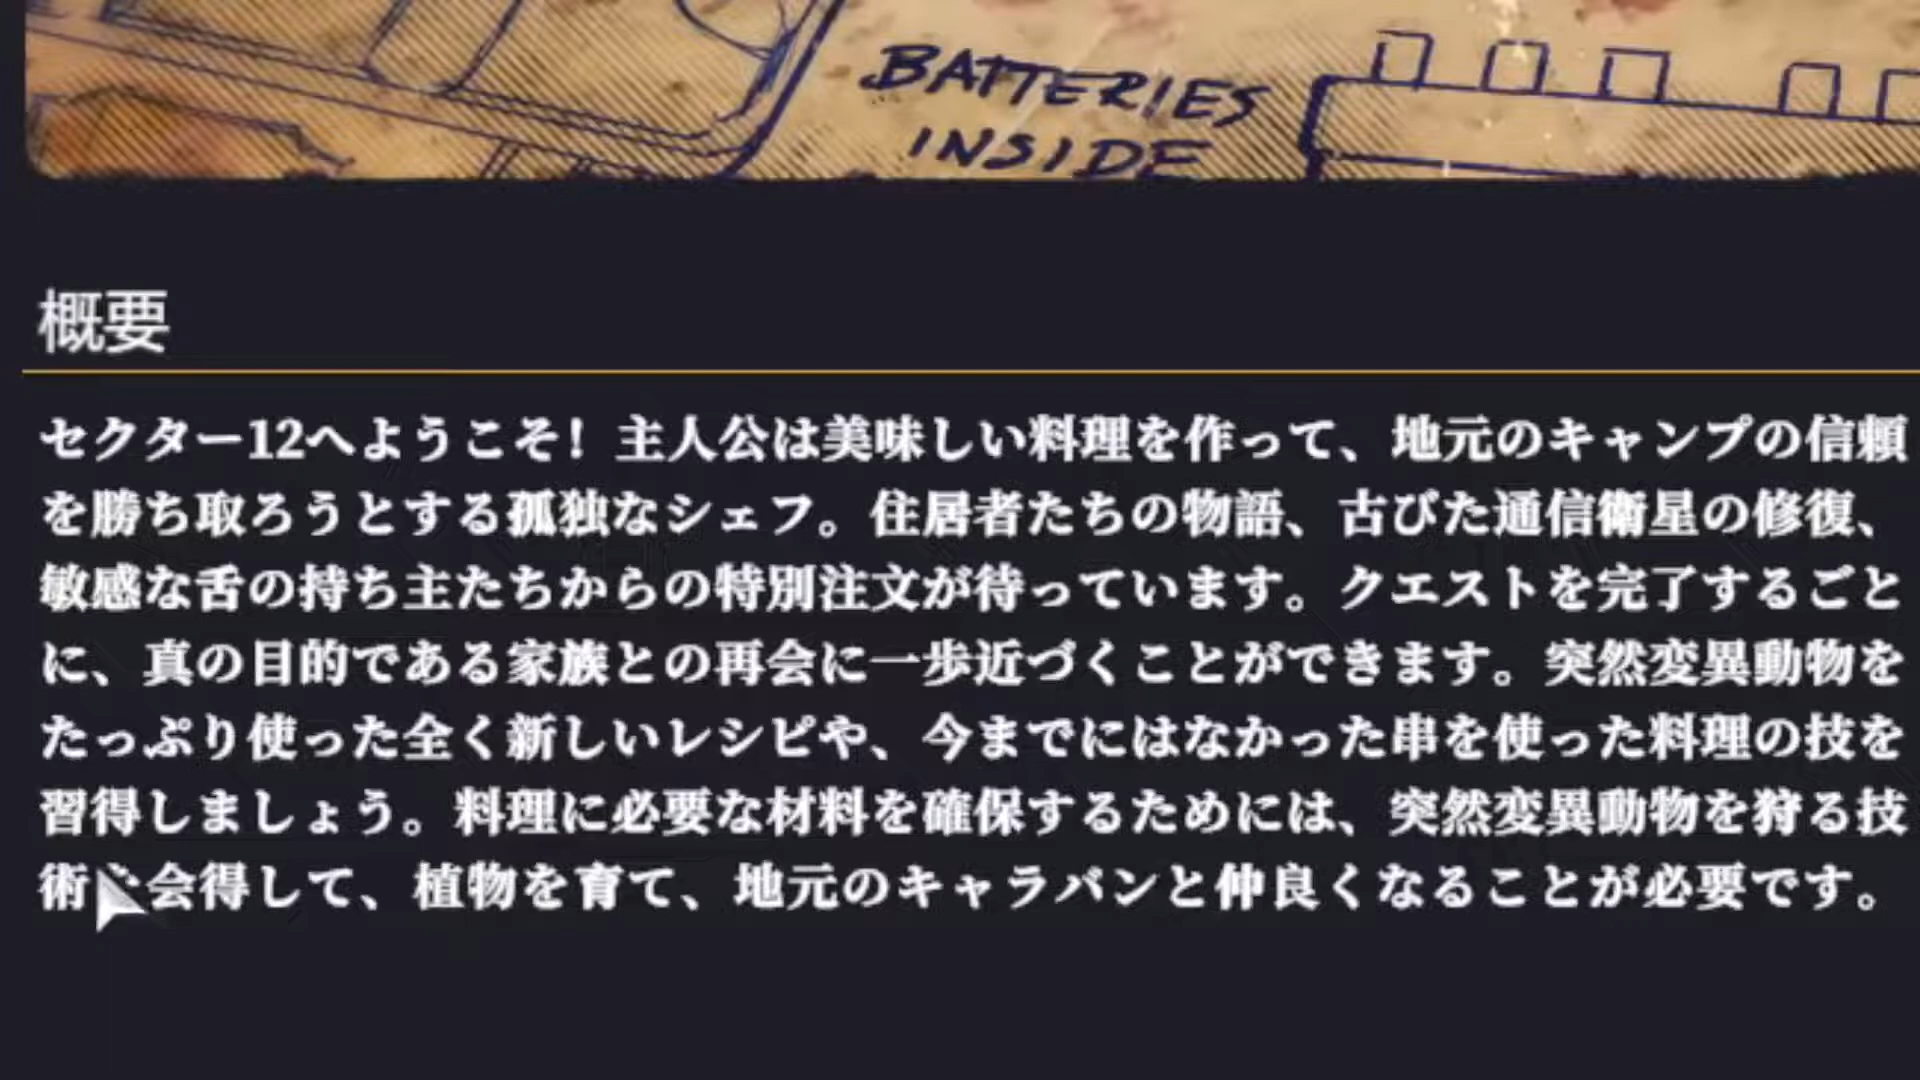 BATTERIES
INSIDE
概要
セクター12へようこそ！主人公は美味しい料理を作って、地元のキャンプの信頼
を勝ち取ろうとする孤独なシェフ。住居者たちの物語、古びた通信衛星の修復、
敏感な舌の持ち主たちからの特別注文が待っています。クエストを完了するごと
に、真の目的である家族との再会に一歩近づくことができます。突然変異動物を
たっぷり使った全く新しいレシピや、今までにはなかった串を使った料理の技を
習得しましょう。料理に必要な材料を確保するためには、突然変異動物を狩る技
術を会得して、植物を育て、地元のキャラバンと仲良くなることが必要です。